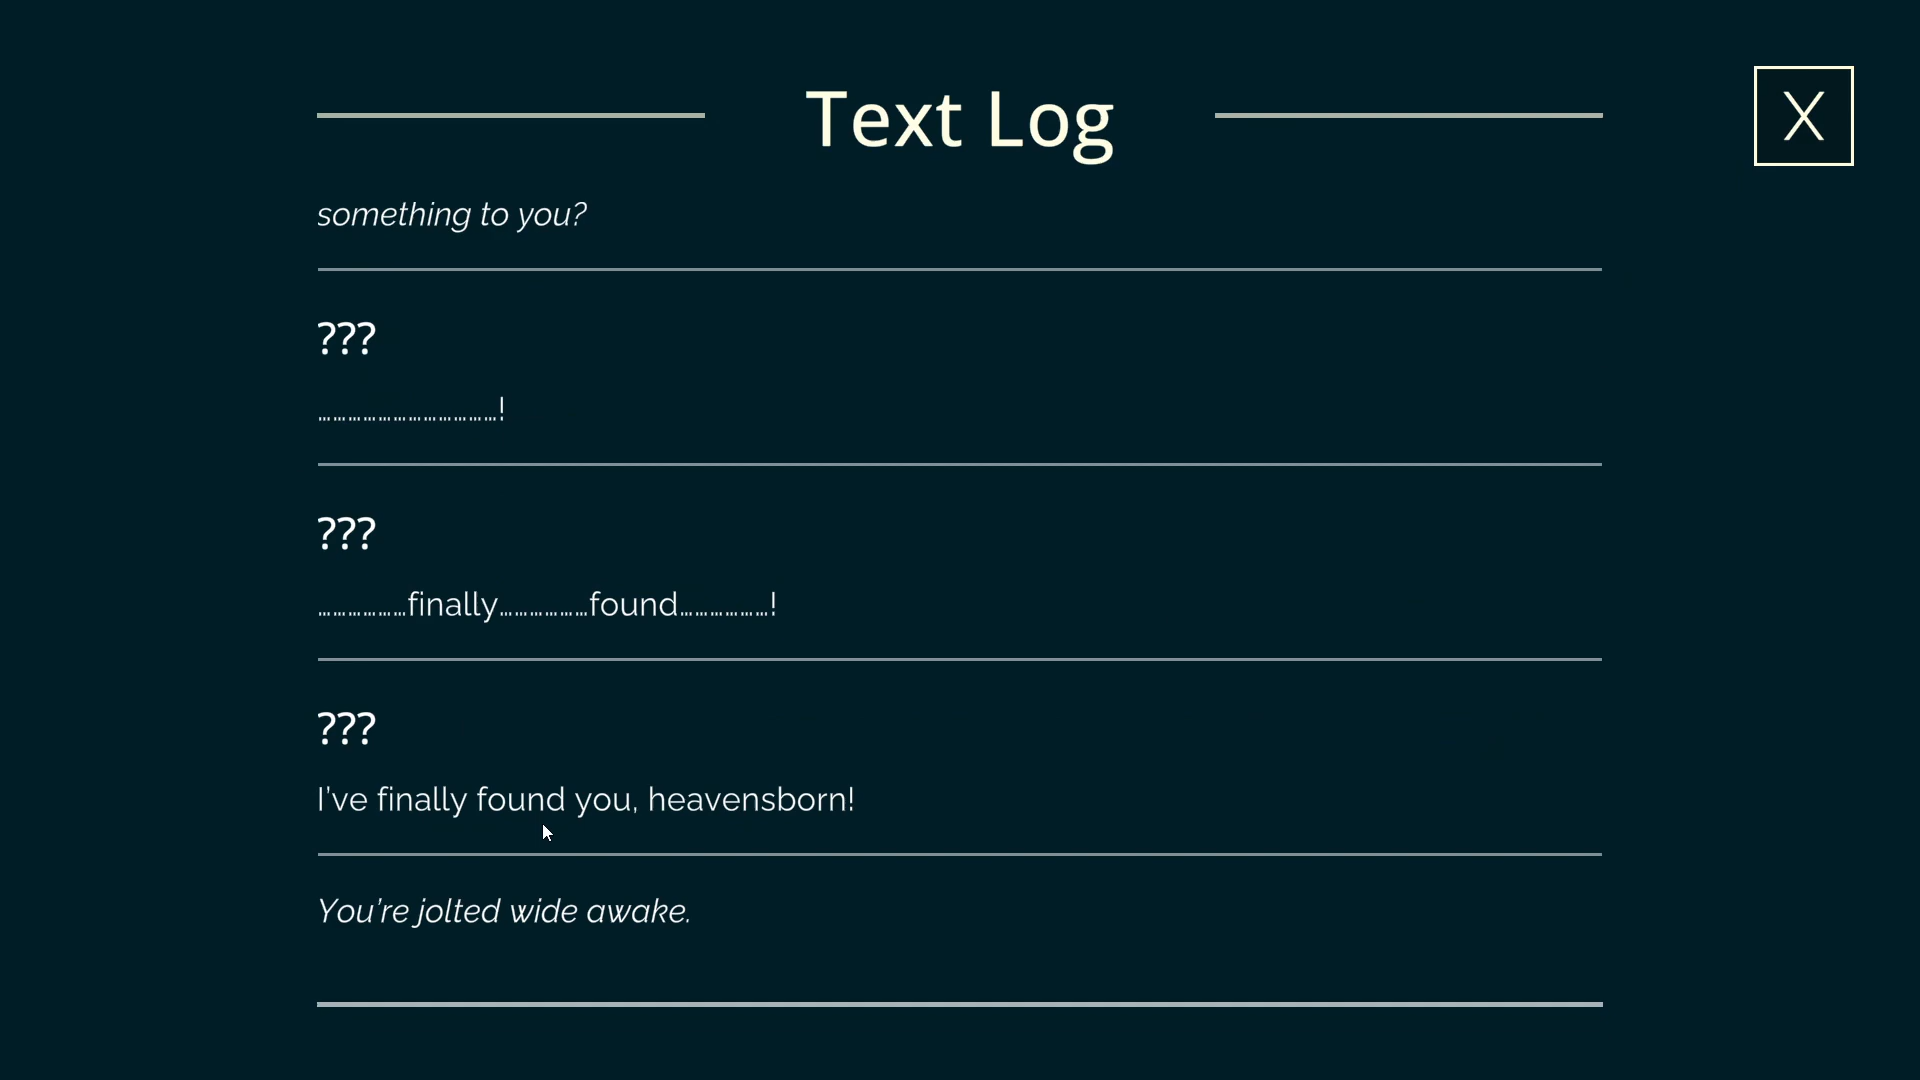 Text Log
X
something to you?
???
………………………………!
???
………………finally………………found………………!
???
I've finally found you, heavensborn!
You're jolted wide awake.